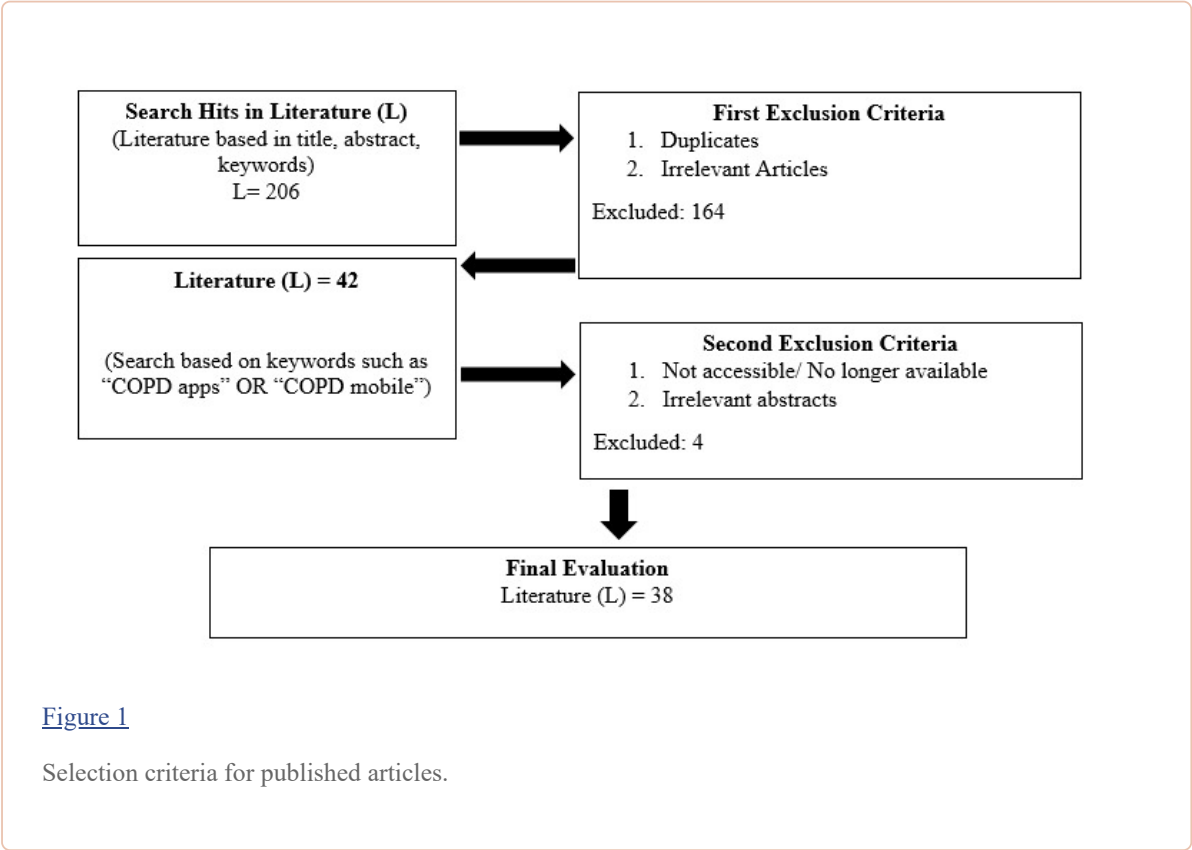 Search Hits in Literature (L)
(Literature based in title, abstract,
keywords)
L= 206
First Exclusion Criteria
1. Duplicates
2. Irrelevant Articles
Excluded: 164
Literature (L) = 42
(Search based on keywords such as
“COPD apps” OR “COPD mobile”)
Second Exclusion Criteria
1. Not accessible/ No longer available
2. Irrelevant abstracts
Excluded: 4
Final Evaluation
Literature (L) = 38
Figure 1
Selection criteria for published articles.